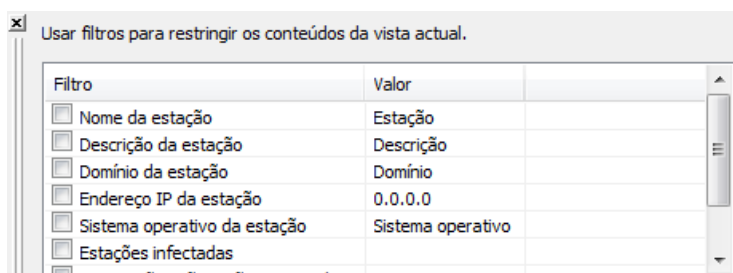 Usar filtros para restringir os conteúdos da vista actual.
Filtro Valor
Nome da estação Estação
Descrição da estação Descrição
Domínio da estação Domínio
Endereço IP da estação 0.0.0.0
Sistema operativo da estação Sistema operativo
Estações infectadas